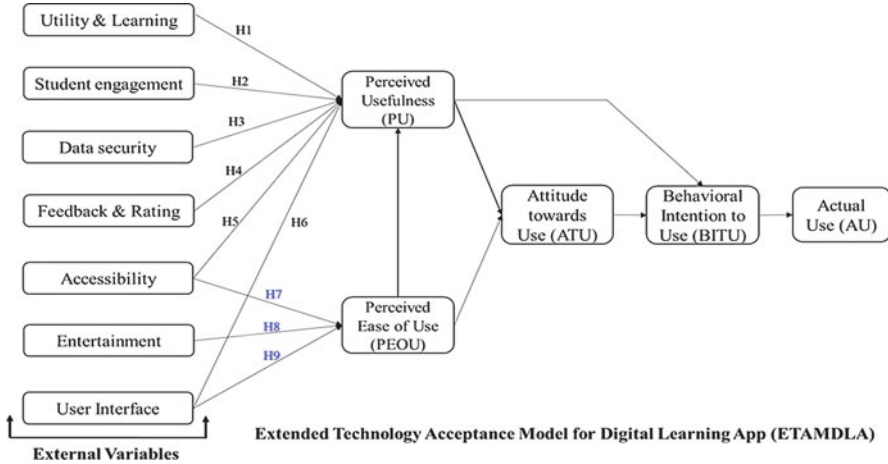 Utility & Learning
Student engagement
Data security
Feedback & Rating
Accessibility
Entertainment
User Interface
External Variables
H1
H2
H3
H4
H5
H6
H7
H8
H9
Perceived
Usefulness
(PU)
Perceived
Ease of Use
(PEOU)
Attitude
towards
Use (ATU)
Behavioral
Intention to
Use (BITU)
Actual
Use (AU)
Extended Technology Acceptance Model for Digital Learning App (ETAMDLA)